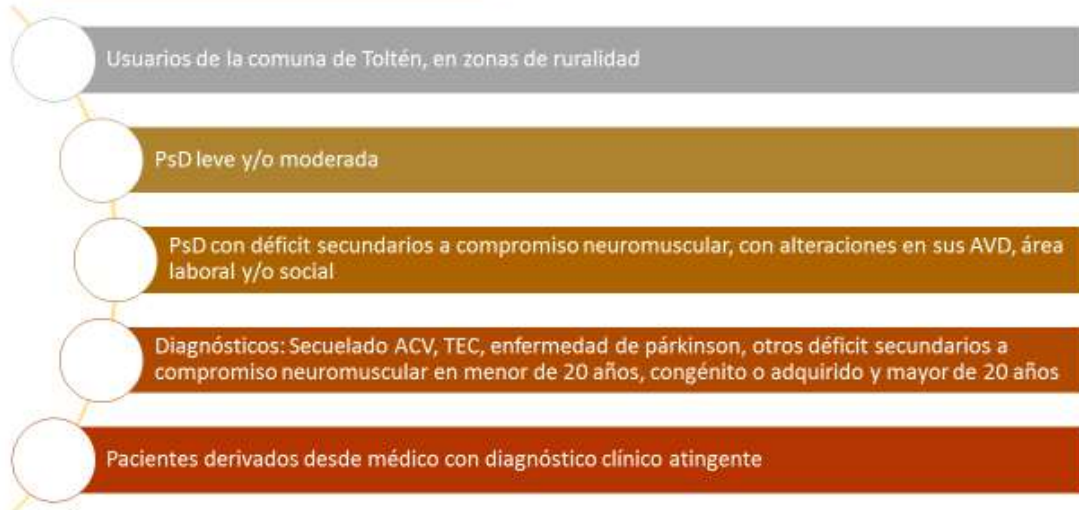 Usuarios de la comuna de Toltén, en zonas de ruralidad
PsD leve y/o moderada
PsD con déficit secundarios a compromiso neuromuscular, con alteraciones en sus AVD, área
laboral y/o social
Diagnósticos: Secuelado ACV, TEC, enfermedad de párkinson, otros déficit secundarios a
compromiso neuromuscular en menor de 20 años, congénito o adquirido y mayor de 20 años
Pacientes derivados desde médico con diagnóstico clínico atingente